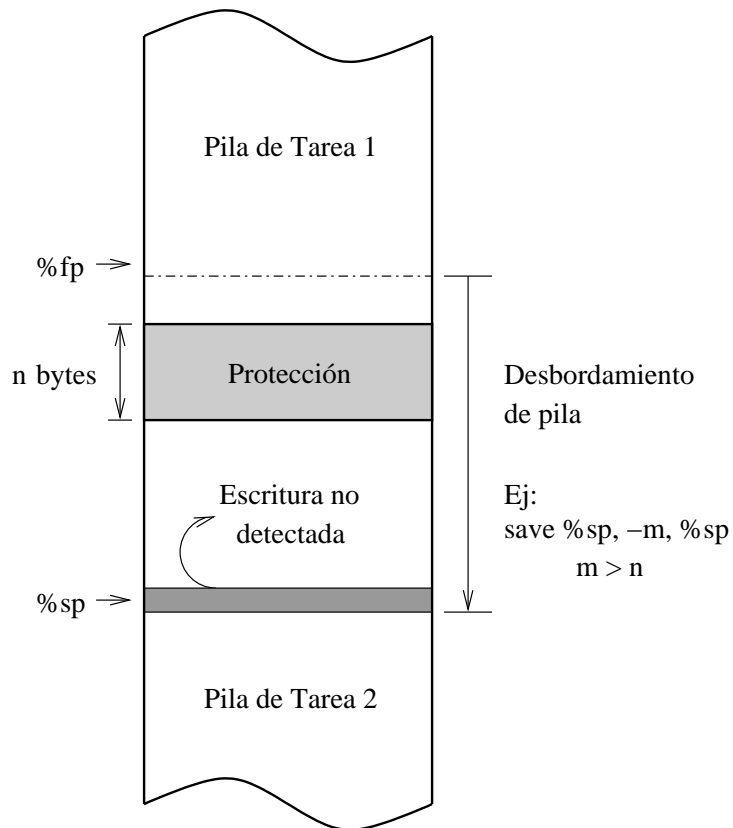 Pila de Tarea 1
%fp
n bytes
Protección
Desbordamiento
de pila
Escritura no
detectada
Ej:
save %sp, −m, %sp
m > n
%sp
Pila de Tarea 2